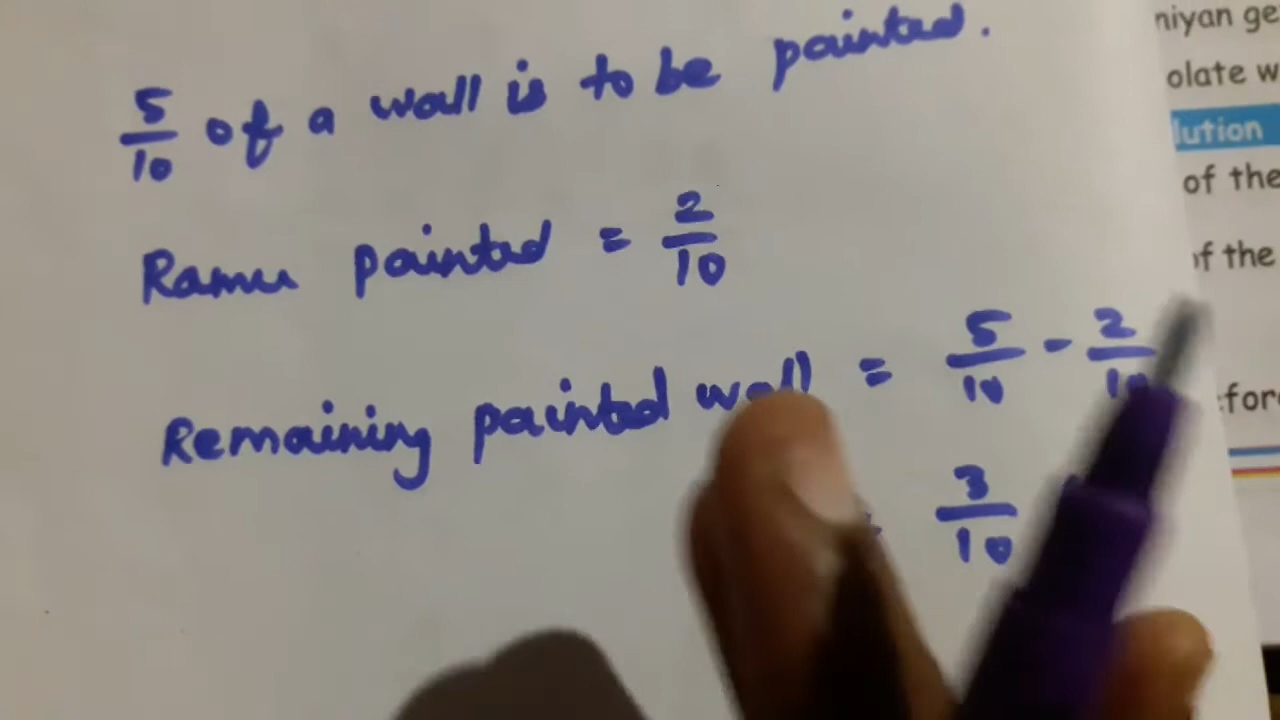 5/10 of a wall is to be painted.
Ramu painted = 2/10
Remaining painted wall = 5/10 - 2/10
= 3/10
niyan ge
olate w
lution
of the
of the